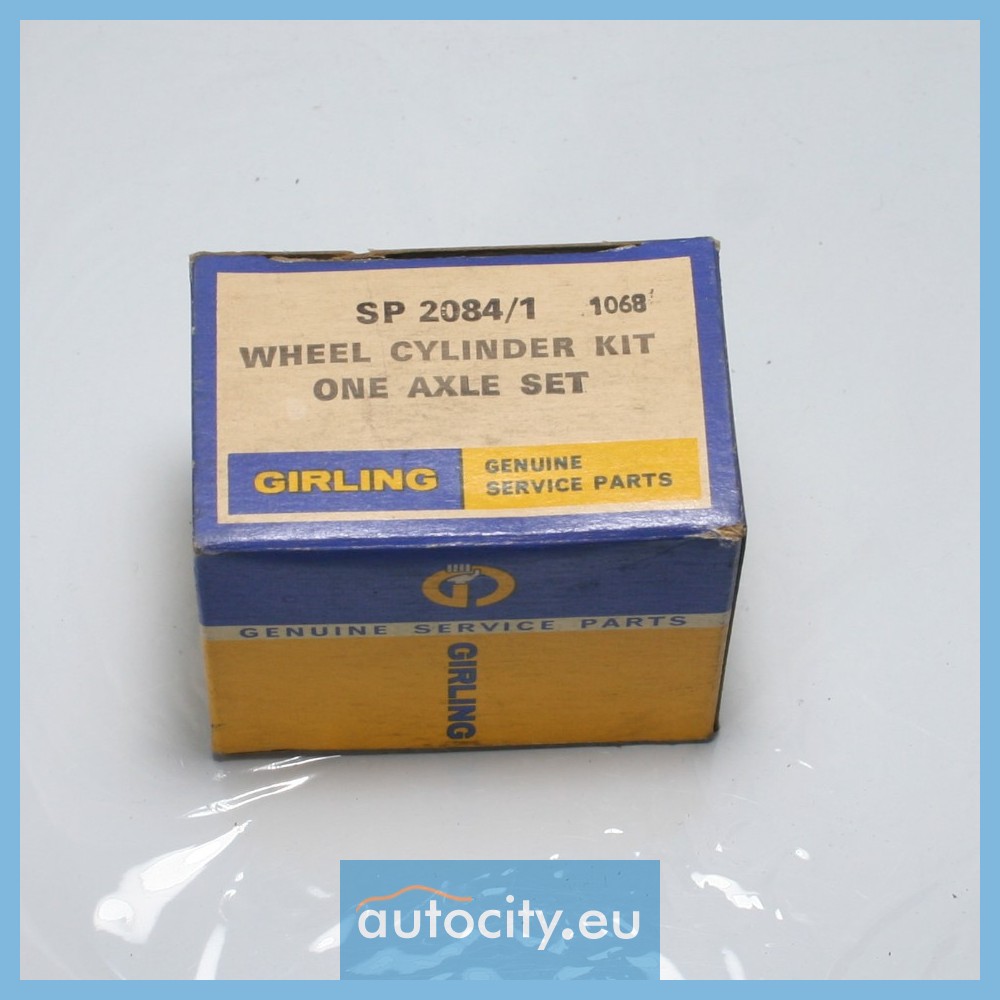 SP 2084/1 1068
WHEEL CYLINDER KIT
ONE AXLE SET
GIRLING
GENUINE
SERVICE PARTS
GENUINE SERVICE PARTS
GIRLING
autocity.eu